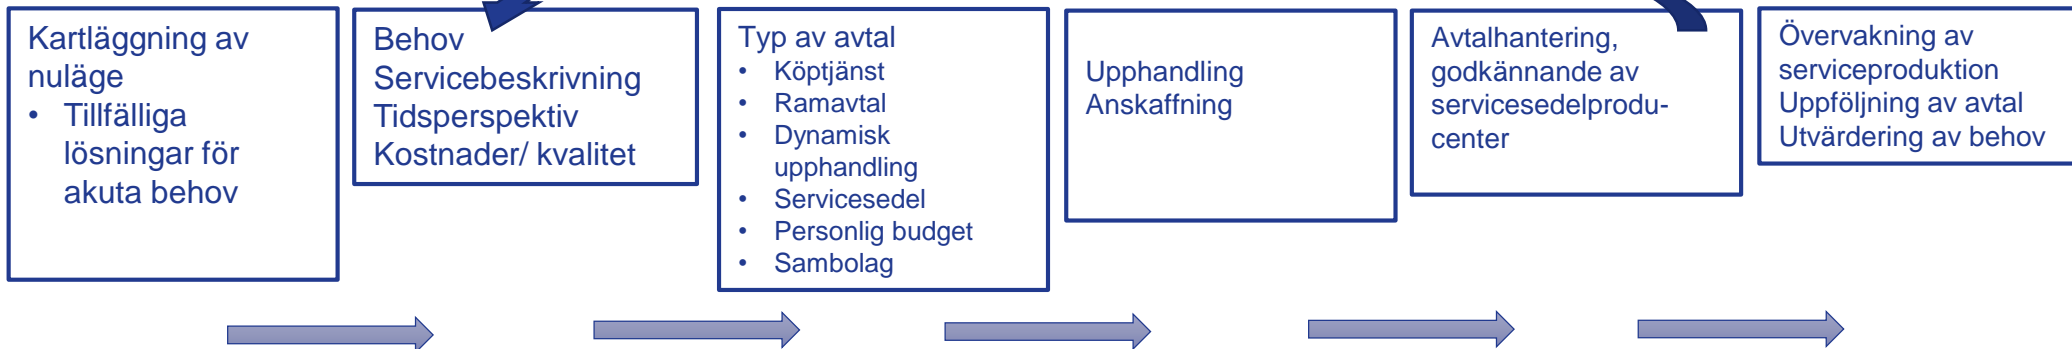 Kartläggning av
nuläge
• Tillfälliga
lösningar för
akuta behov
Behov
Servicebeskrivning
Tidsperspektiv
Kostnader/ kvalitet
Typ av avtal
• Köptjänst
• Ramavtal
• Dynamisk
upphandling
• Servicesedel
• Personlig budget
• Sambolag
Upphandling
Anskaffning
Avtalhantering,
godkännande av
servicesedelprodu-
center
Övervakning av
serviceproduktion
Uppföljning av avtal
Utvärdering av behov